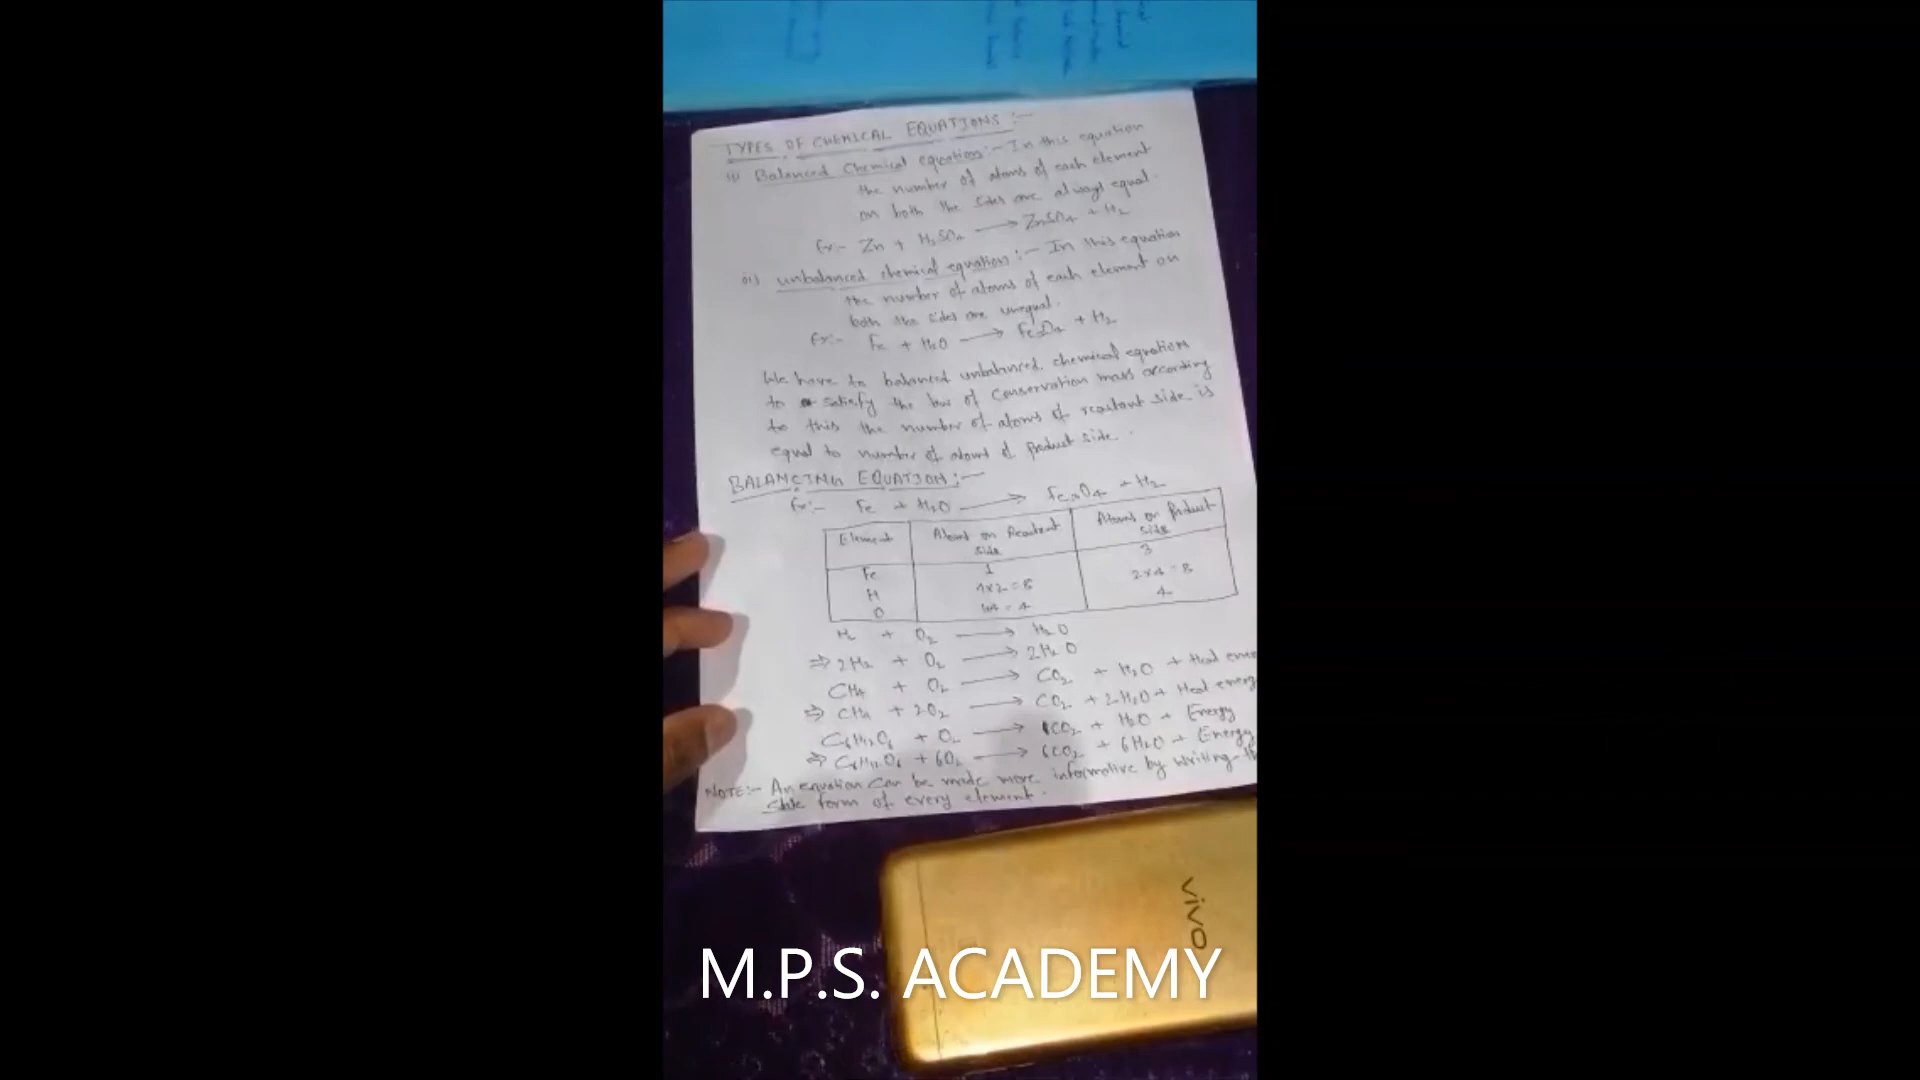 TYPES OF CHEMICAL EQUATIONS :-
(i) Balanced Chemical equations:- In this equation
the number of atoms of each element
on both the sides are always equal.
Ex:- Zn + H₂SO₄ → ZnSO₄ + H₂
(ii) unbalanced chemical equation:- In this equation
the number of atoms of each element on
both the sides are unequal.
Ex:- Fe + H₂O → Fe₃O₄ + H₂
We have to balanced unbalanced chemical equations
to satisfy the law of Conservation mass according
to this the number of atoms of reactant side is
equal to number of atoms of Product side.
BALANCING EQUATION:-
Ex:- Fe + H₂O → Fe₃O₄ + H₂
Element Atoms on Reactant side Atoms on Product side
Fe 1 3
H 4x2=8 2x4=8
O 4
H₂ + O₂ → H₂O
⇒ 2H₂ + O₂ → 2H₂O
CH₄ + O₂ → CO₂ + H₂O + Heat
⇒ CH₄ + 2O₂ → CO₂ + 2H₂O + Heat energy
C₆H₁₂O₆ + O₂ → CO₂ + H₂O + Energy
⇒ C₆H₁₂O₆ + 6O₂ → 6CO₂ + 6H₂O + Energy
NOTE:- An equation can be made more informative by writing
form of every element.
vivo
M.P.S. ACADEMY